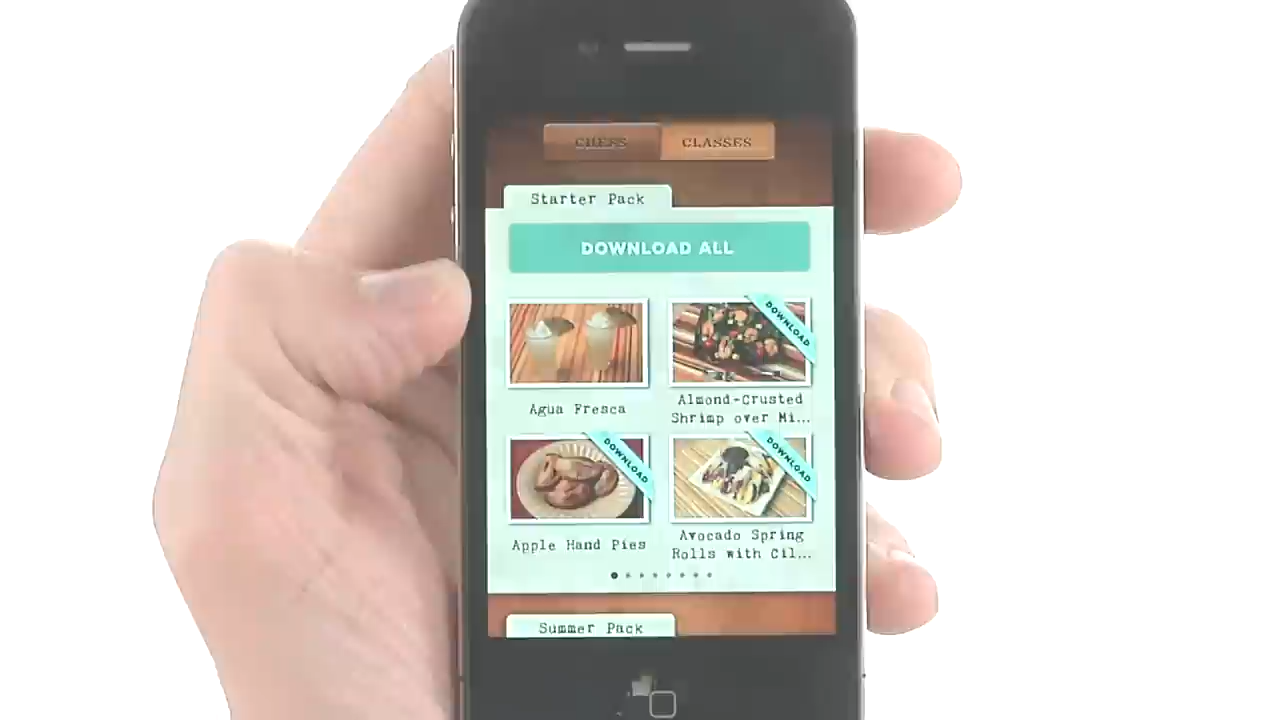 CHEFS CLASSES
Starter Pack
DOWNLOAD ALL
DOWNLOAD
Agua Fresca
Almond-Crusted
Shrimp over Mi...
DOWNLOAD
DOWNLOAD
Apple Hand Pies
Avocado Spring
Rolls with Cil...
Summer Pack